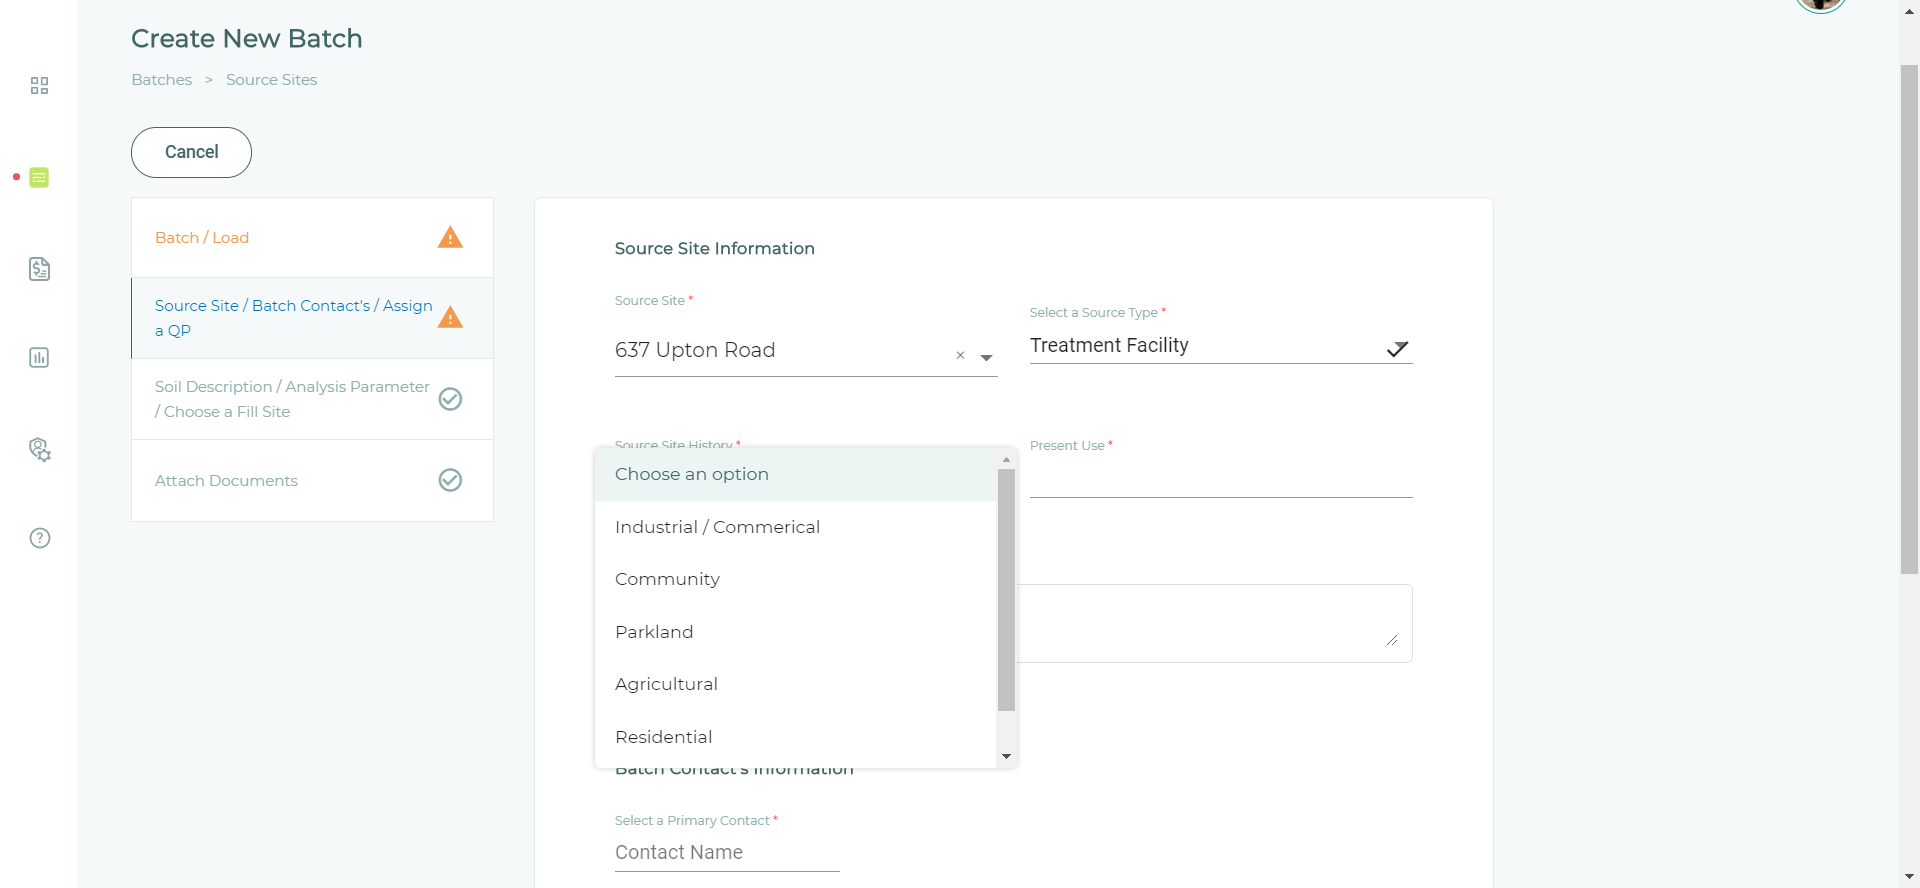 Create New Batch
Batches > Source Sites
Cancel
Batch / Load
Source Site / Batch Contact's / Assign
a QP
Soil Description / Analysis Parameter
/ Choose a Fill Site
Attach Documents
Source Site Information
Source Site *
637 Upton Road
×
Select a Source Type *
Treatment Facility
Source Site History *
Present Use *
Choose an option
Industrial / Commerical
Community
Parkland
Agricultural
Residential
Batch Contact's Information
Select a Primary Contact *
Contact Name